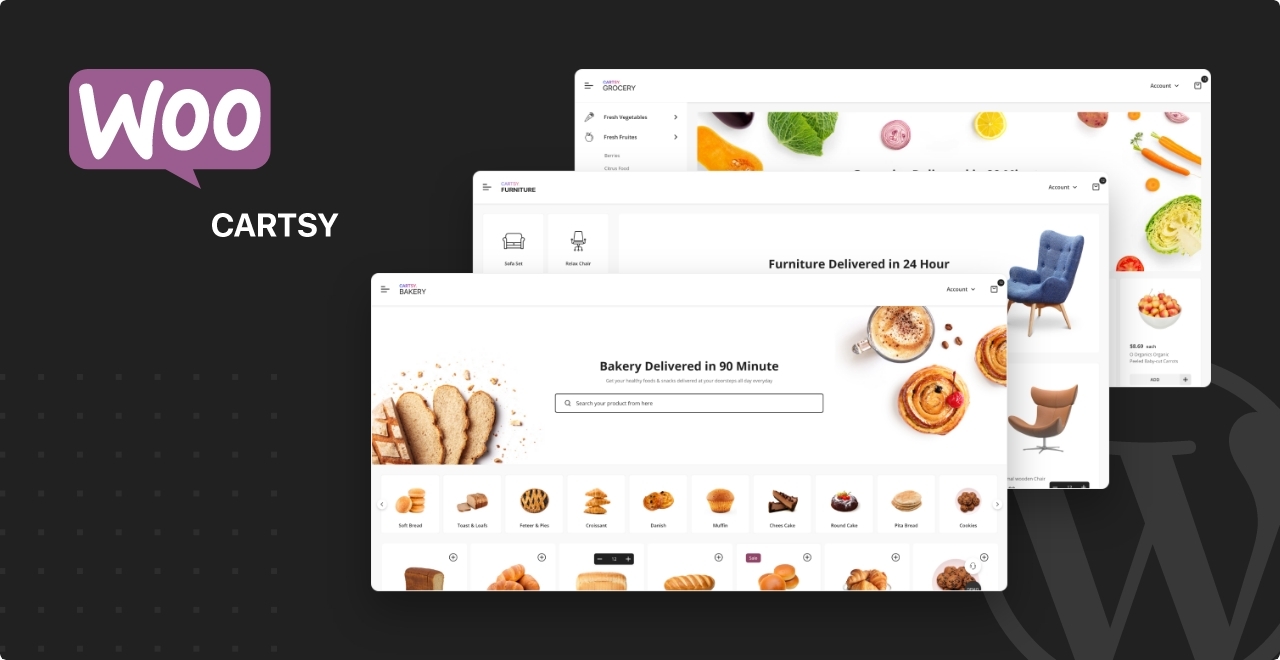 Woo
CARTSY
CARTSY.
GROCERY
Account
Fresh Vegetables
Fresh Fruites
Berries
Citrus Food
CARTSY.
FURNITURE
Account
Sofa Set
Relax Chair
Furniture Delivered in 24 Hour
$8.69 each
O Organics Organic
Peeled Baby-cut Carrots
ADD
CARTSY.
BAKERY
Account
Bakery Delivered in 90 Minute
Get your healthy foods & snacks delivered at your doorsteps all day everyday
Search your product from here
Soft Bread
Toast & Loafs
Feteer & Pies
Croissant
Danish
Muffin
Chees Cake
Round Cake
Pita Bread
Cookies
12
Sale